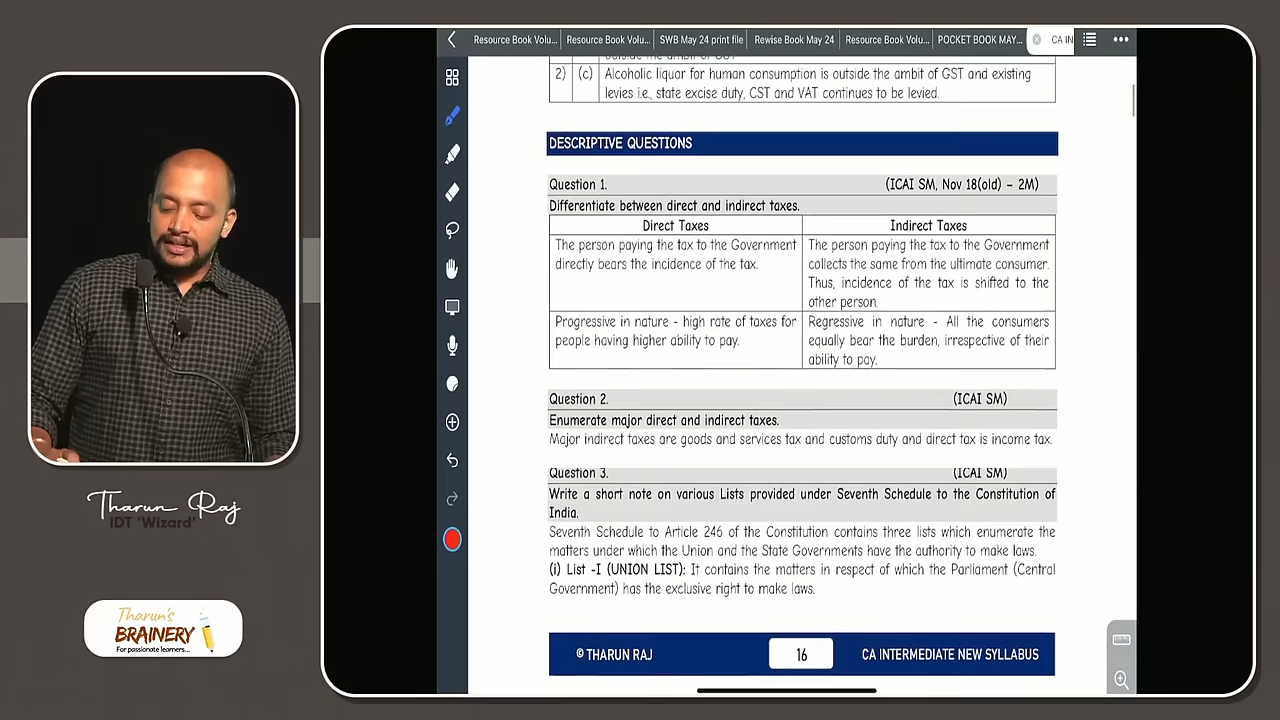 Resource Book Volu... Resource Book Volu... SWB May 24 print file Rewise Book May 24 Resource Book Volu... POCKET BOOK MAY... CA IN
2) (c) Alcoholic liquor for human consumption is outside the ambit of GST and existing
levies i.e., state excise duty, CST and VAT continues to be levied.
DESCRIPTIVE QUESTIONS
Question 1. (ICAI SM, Nov 18(old) – 2M)
Differentiate between direct and indirect taxes.
Direct Taxes Indirect Taxes
The person paying the tax to the Government
directly bears the incidence of the tax.
The person paying the tax to the Government
collects the same from the ultimate consumer.
Thus, incidence of the tax is shifted to the
other person.
Progressive in nature - high rate of taxes for
people having higher ability to pay.
Regressive in nature - All the consumers
equally bear the burden, irrespective of their
ability to pay.
Question 2. (ICAI SM)
Enumerate major direct and indirect taxes.
Major indirect taxes are goods and services tax and customs duty and direct tax is income tax.
Question 3. (ICAI SM)
Write a short note on various Lists provided under Seventh Schedule to the Constitution of
India.
Seventh Schedule to Article 246 of the Constitution contains three lists which enumerate the
matters under which the Union and the State Governments have the authority to make laws.
(i) List -I (UNION LIST): It contains the matters in respect of which the Parliament (Central
Government) has the exclusive right to make laws.
© THARUN RAJ 16 CA INTERMEDIATE NEW SYLLABUS
Tharun Raj
IDT 'Wizard'
Tharun's
BRAINERY
For passionate learners...